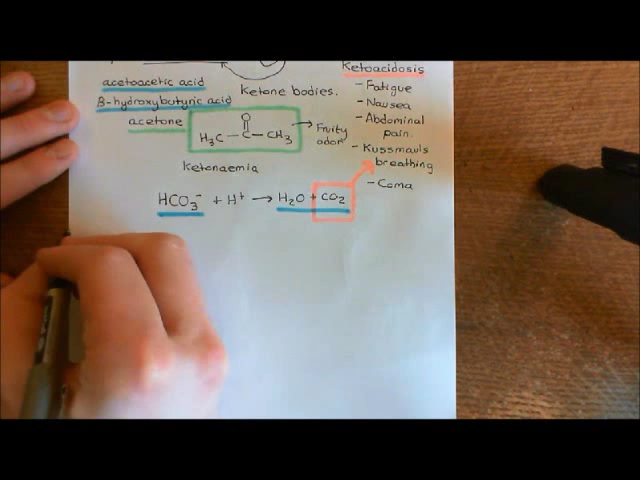 acetoacetic acid
β-hydroxybutyric acid
acetone
Ketone bodies.
O
H₃C – C – CH₃
Fruity
odor
Ketonaemia
HCO₃⁻ + H⁺ → H₂O + CO₂
Ketoacidosis
- Fatigue
- Nausea
- Abdominal
pain.
- Kussmauls
breathing
- Coma